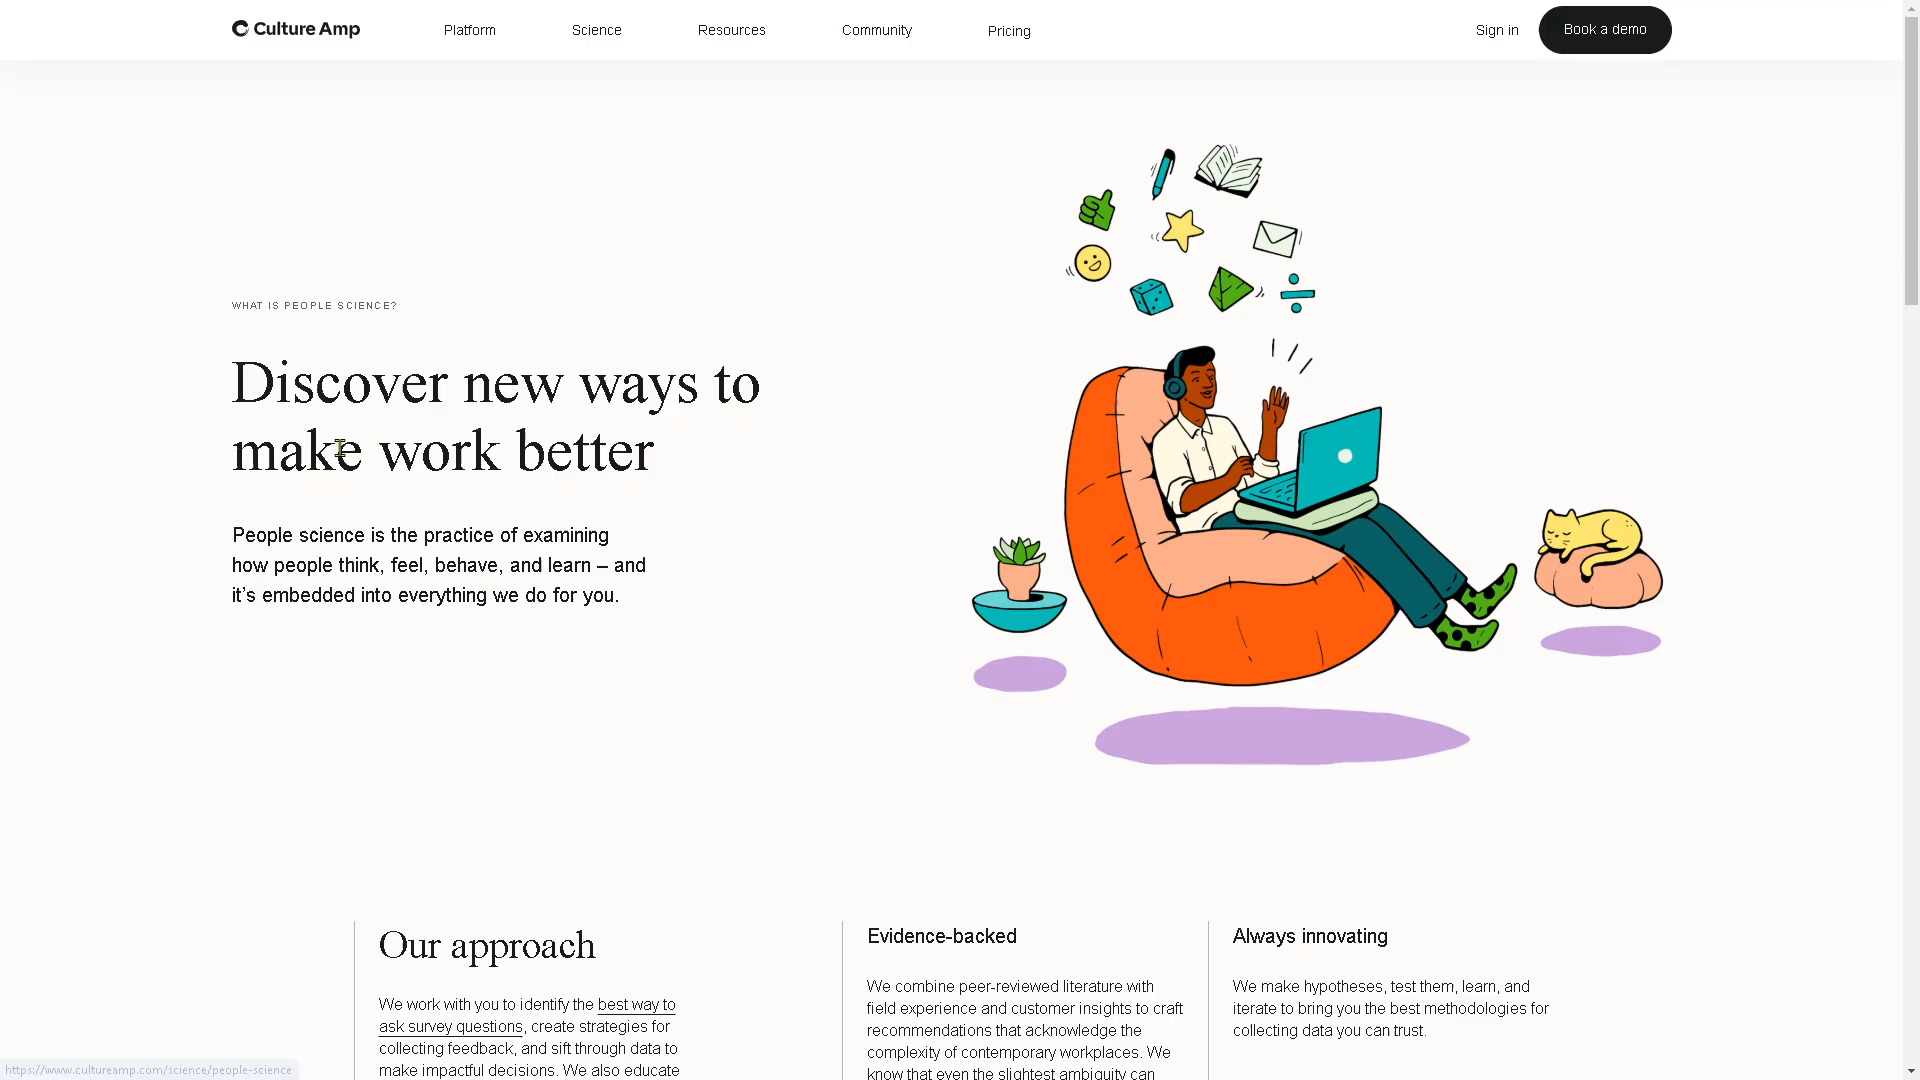 Culture Amp
Platform
Science
Resources
Community
Pricing
Sign in
Book a demo
WHAT IS PEOPLE SCIENCE?
Discover new ways to
make work better
People science is the practice of examining
how people think, feel, behave, and learn – and
it’s embedded into everything we do for you.
Our approach
We work with you to identify the best way to
ask survey questions, create strategies for
collecting feedback, and sift through data to
make impactful decisions. We also educate
Evidence-backed
We combine peer-reviewed literature with
field experience and customer insights to craft
recommendations that acknowledge the
complexity of contemporary workplaces. We
know that even the slightest ambiguity can
Always innovating
We make hypotheses, test them, learn, and
iterate to bring you the best methodologies for
collecting data you can trust.
https://www.cultureamp.com/science/people-science